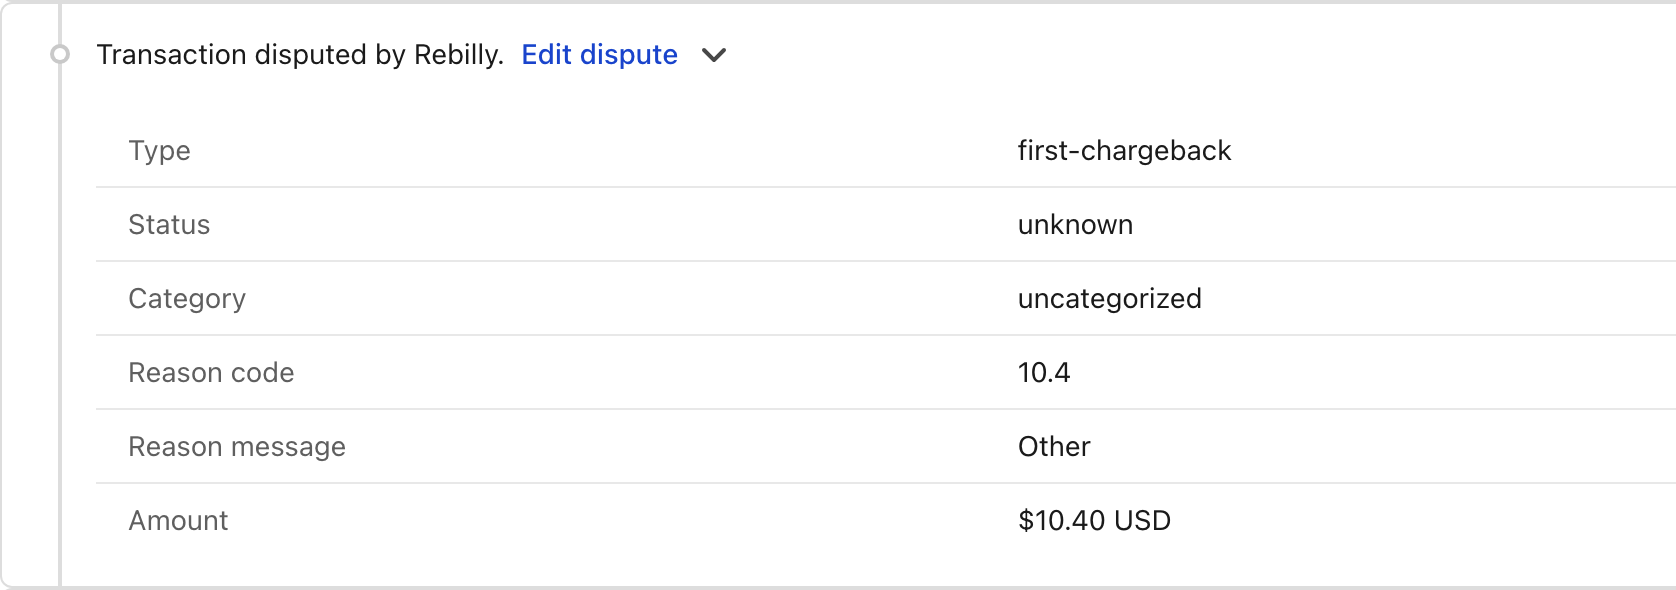 Transaction disputed by Rebilly. Edit dispute
Type first-chargeback
Status unknown
Category uncategorized
Reason code 10.4
Reason message Other
Amount $10.40 USD